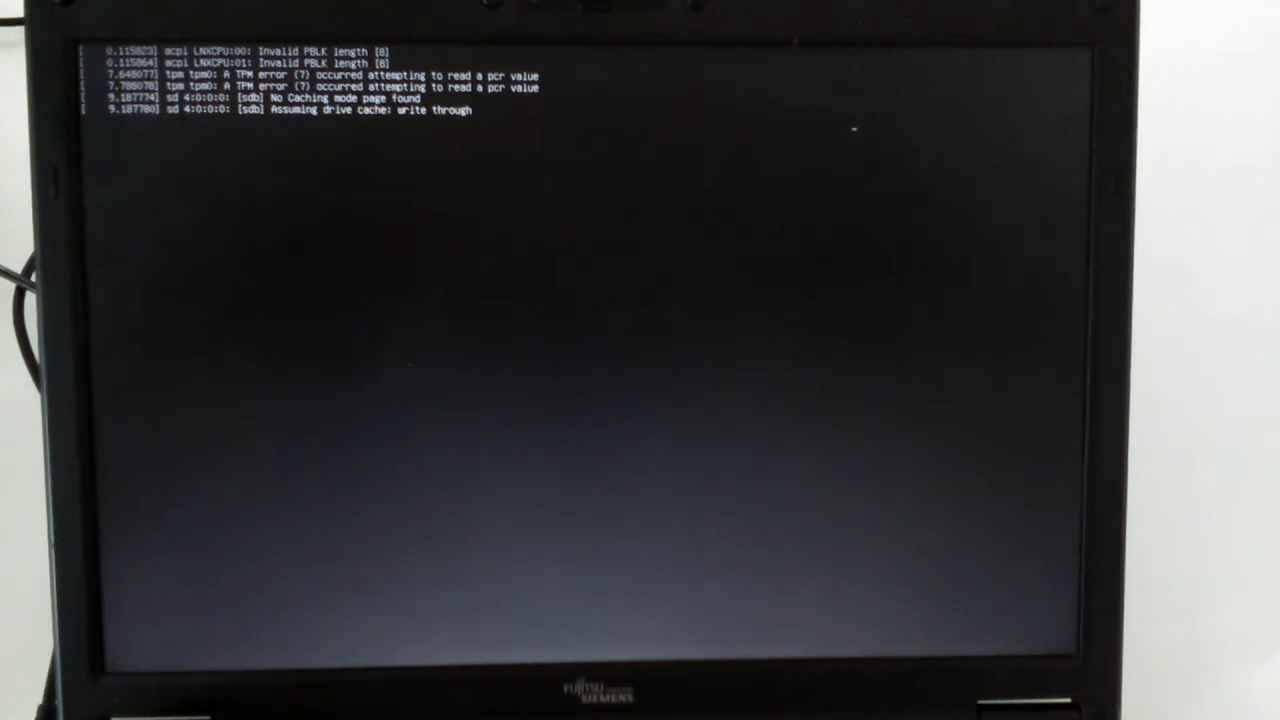 [    0.115823] acpi LNXCPU:00: Invalid PBLK length [8]
[    0.115864] acpi LNXCPU:01: Invalid PBLK length [8]
[    7.648077] tpm tpm0: A TPM error (7) occurred attempting to read a pcr value
[    7.788078] tpm tpm0: A TPM error (7) occurred attempting to read a pcr value
[    9.187774] sd 4:0:0:0: [sdb] No Caching mode page found
[    9.187780] sd 4:0:0:0: [sdb] Assuming drive cache: write through
FUJITSU
SIEMENS